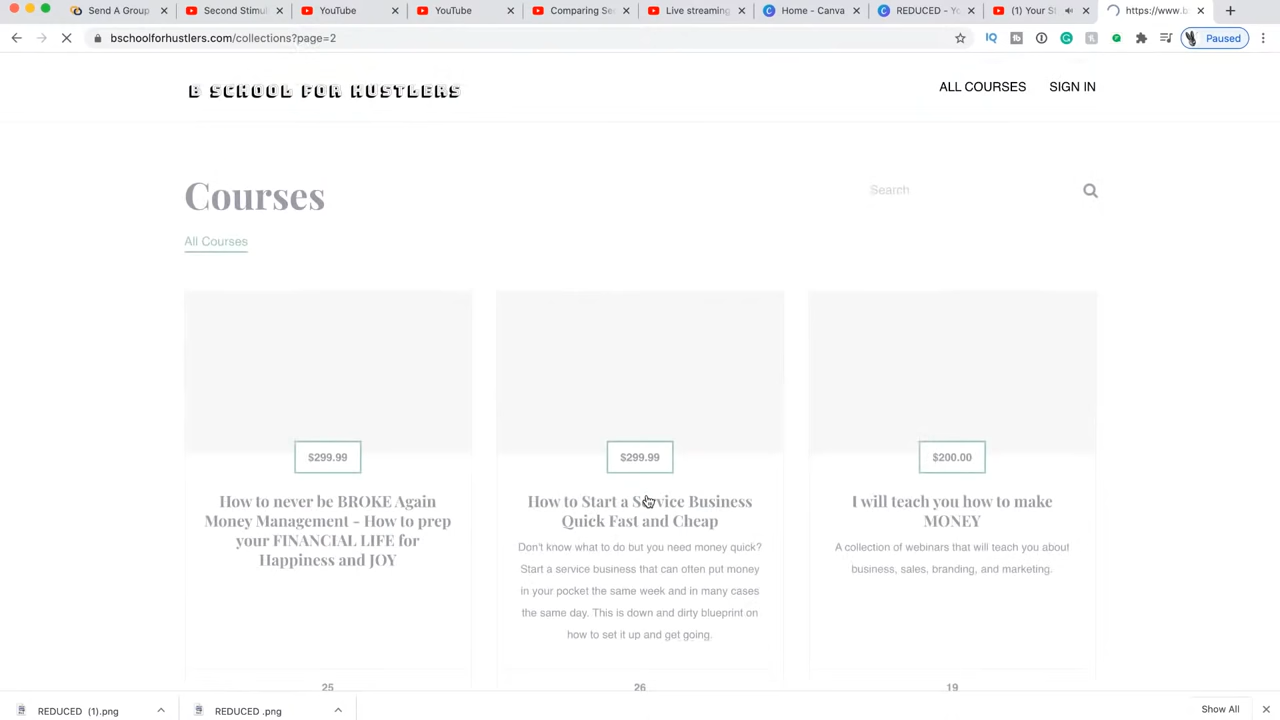 Send A Group
Second Stimul
YouTube
YouTube
Comparing Sec
Live streaming
Home - Canva
REDUCED - Yo
(1) Your S
https://www.b
bschoolforhustlers.com/collections?page=2
Paused
B SCHOOL FOR HUSTLERS
ALL COURSES
SIGN IN
Courses
Search
All Courses
$299.99
How to never be BROKE Again
Money Management - How to prep
your FINANCIAL LIFE for
Happiness and JOY
25
$299.99
How to Start a Service Business
Quick Fast and Cheap
Don't know what to do but you need money quick?
Start a service business that can often put money
in your pocket the same week and in many cases
the same day. This is down and dirty blueprint on
how to set it up and get going.
26
$200.00
I will teach you how to make
MONEY
A collection of webinars that will teach you about
business, sales, branding, and marketing.
19
REDUCED (1).png
REDUCED .png
Show All